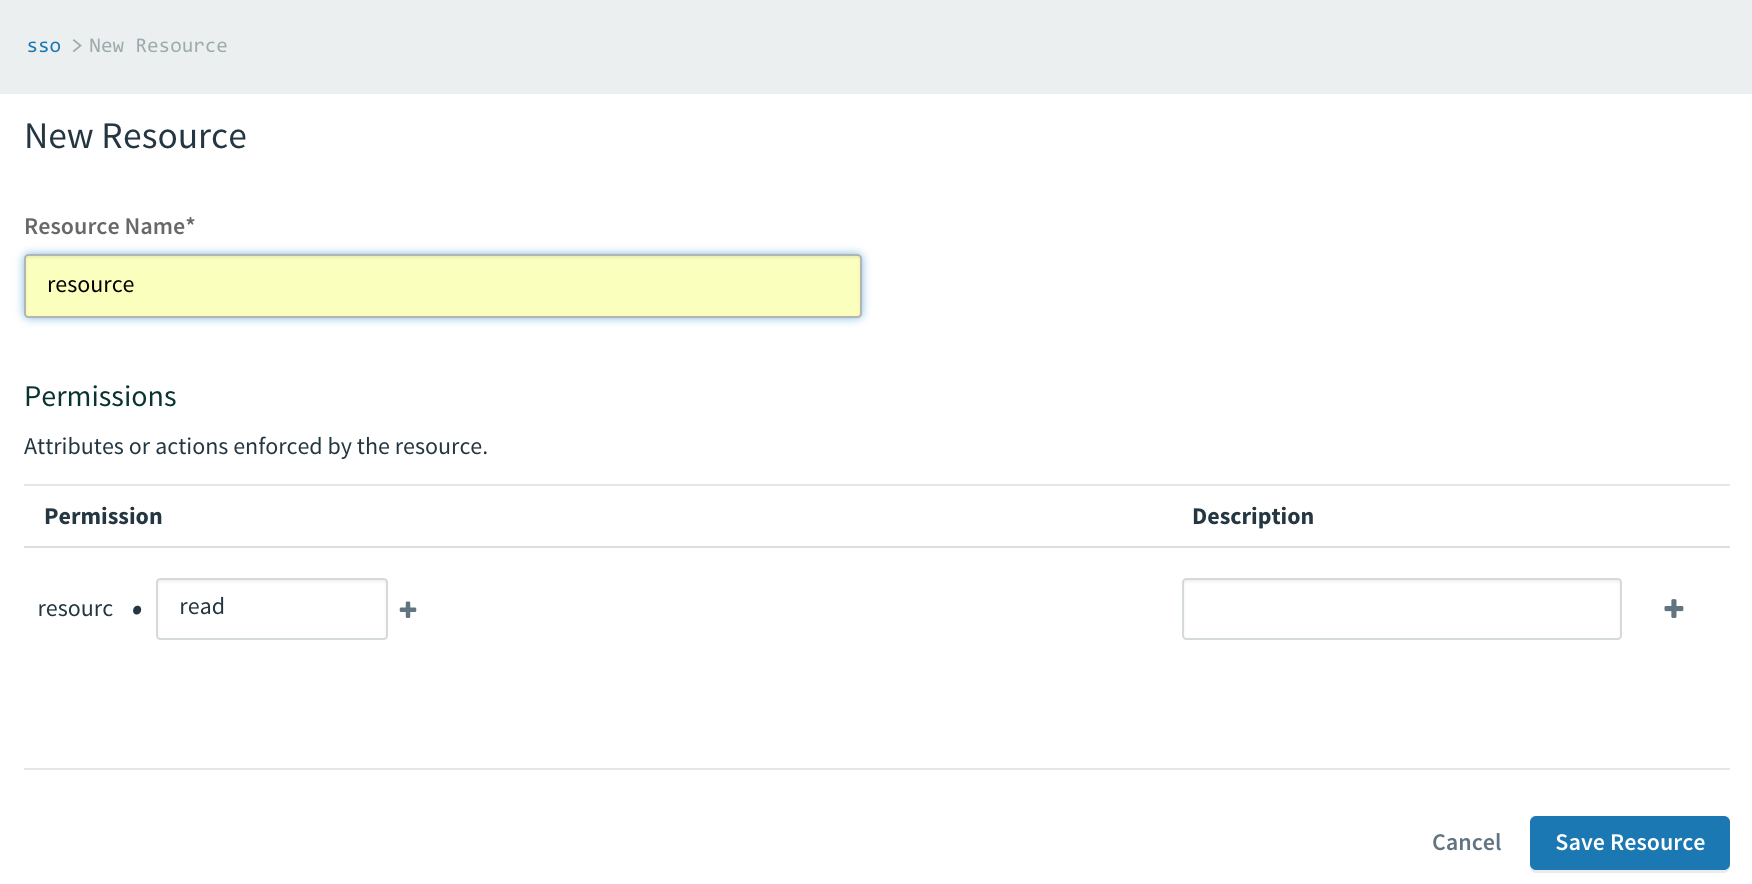 sso > New Resource
New Resource
Resource Name*
resource
Permissions
Attributes or actions enforced by the resource.
Permission Description
resourc • read +  +
Cancel Save Resource